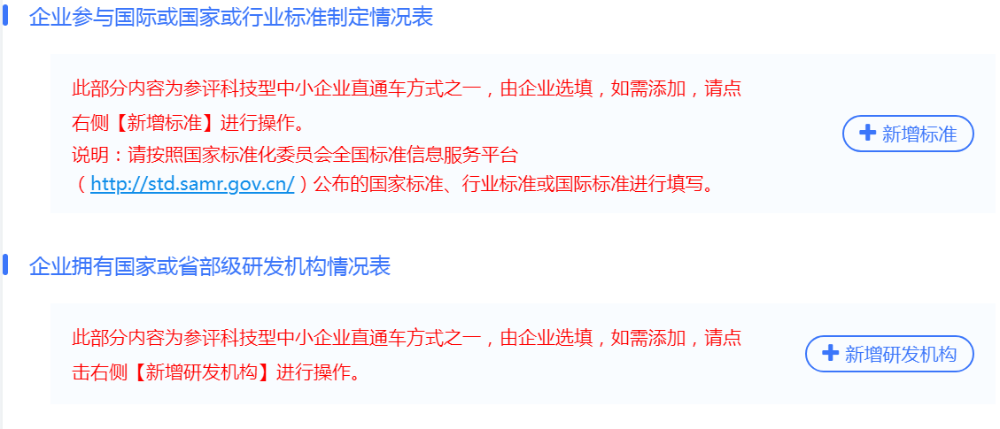 企业参与国际或国家或行业标准制定情况表
此部分内容为参评科技型中小企业直通车方式之一，由企业选填，如需添加，请点
右侧【新增标准】进行操作。
新增标准
说明：请按照国家标准化委员会全国标准信息服务平台
（http://std.samr.gov.cn/）公布的国家标准、行业标准或国际标准进行填写。
企业拥有国家或省部级研发机构情况表
此部分内容为参评科技型中小企业直通车方式之一，由企业选填，如需添加，请点
击右侧【新增研发机构】进行操作。
新增研发机构